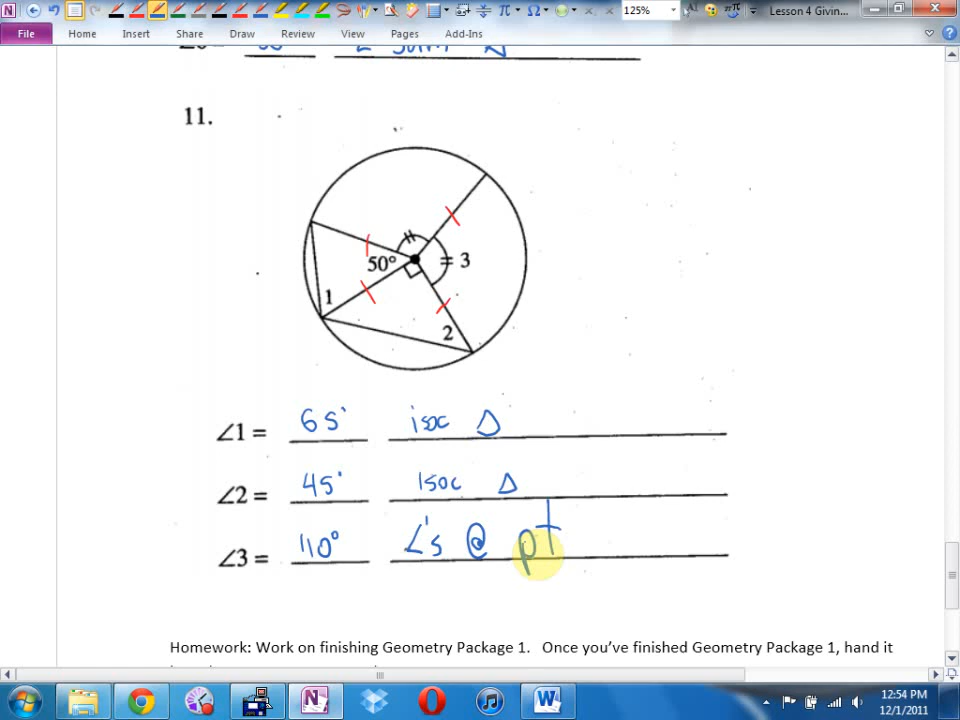 125% Lesson 4 Givin...
File Home Insert Share Draw Review View Pages Add-Ins
11.
50° 3
1
2
∠1 = 65° isoc Δ
∠2 = 45° Isoc Δ
∠3 = 110° ∠'s @ pt
Homework: Work on finishing Geometry Package 1. Once you've finished Geometry Package 1, hand it
12:54 PM
12/1/2011